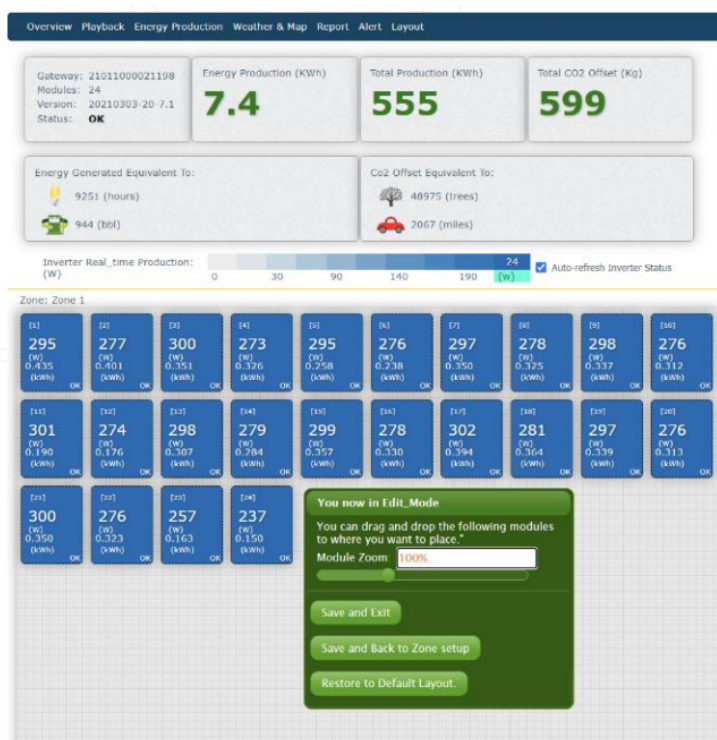 Overview Playback Energy Production Weather & Map Report Alert Layout
Gateway: 21011000021198
Modules: 24
Version: 20210303-20-7.1
Status: OK
Energy Production (KWh)
7.4
Total Production (KWh)
555
Total CO2 Offset (Kg)
599
Energy Generated Equivalent To:
9251 (hours)
944 (bbl)
Co2 Offset Equivalent To:
48975 (trees)
2067 (miles)
Inverter Real_time Production:
(W)
24
0 30 90 140 190 (w)
Auto-refresh Inverter Status
Zone: Zone 1
[1] [2] [3] [4] [5] [6] [7] [8] [9] [10]
295 277 300 273 295 276 297 278 298 276
(W) (W) (W) (W) (W) (W) (W) (W) (W) (W)
0.435 0.401 0.351 0.326 0.258 0.238 0.350 0.325 0.337 0.312
(kWh) (kWh) (kWh) (kWh) (kWh) (kWh) (kWh) (kWh) (kWh) (kWh)
OK OK OK OK OK OK OK OK OK OK
[11] [12] [13] [14] [15] [16] [17] [18] [19] [20]
301 274 298 279 299 278 302 281 297 276
(W) (W) (W) (W) (W) (W) (W) (W) (W) (W)
0.190 0.176 0.307 0.284 0.357 0.330 0.394 0.364 0.339 0.313
(kWh) (kWh) (kWh) (kWh) (kWh) (kWh) (kWh) (kWh) (kWh) (kWh)
OK OK OK OK OK OK OK OK OK OK
[21] [22] [23] [24]
300 276 257 237
(W) (W) (W) (W)
0.350 0.323 0.163 0.150
(kWh) (kWh) (kWh) (kWh)
OK OK OK OK
You now in Edit_Mode
You can drag and drop the following modules
to where you want to place."
Module Zoom: 100%
Save and Exit
Save and Back to Zone setup
Restore to Default Layout.